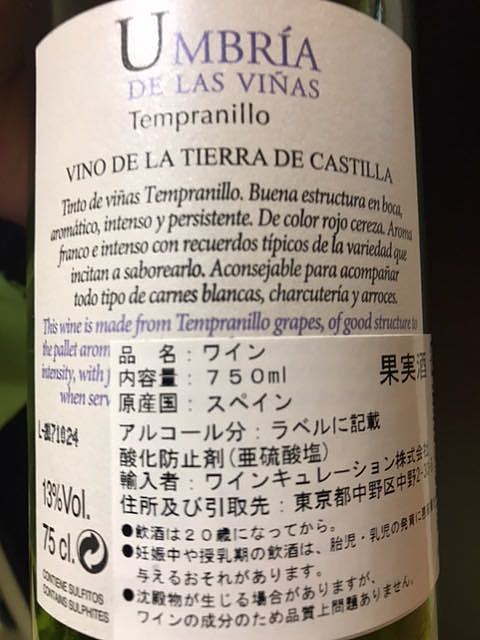 UMBRÍA
DE LAS VIÑAS
Tempranillo
VINO DE LA TIERRA DE CASTILLA
Tinto de viñas Tempranillo. Buena estructura en boca,
aromático, intenso y persistente. De color rojo cereza. Aroma
franco e intenso con recuerdos típicos de la variedad que
incitan a saborearlo. Aconsejable para acompañar
todo tipo de carnes blancas, charcutería y arroces.
This wine is made from Tempranillo grapes, of good structure to
the pallet arom
intensity, with
when serv
品 名:ワイン
果実酒
内容量:750ml
原産国:スペイン
アルコール分:ラベルに記載
酸化防止剤(亜硫酸塩)
輸入者:ワインキュレーション株式会社
住所及び引取先:東京都中野区中野2-
●飲酒は20歳になってから。
●妊娠中や授乳期の飲酒は、胎児・乳児の発育に
与えるおそれがあります。
●沈殿物が生じる場合がありますが、
ワインの成分のため品質上問題ありません。
13%Vol.
75 cl.
CONTIENE SULFITOS
CONTAINS SULPHITES